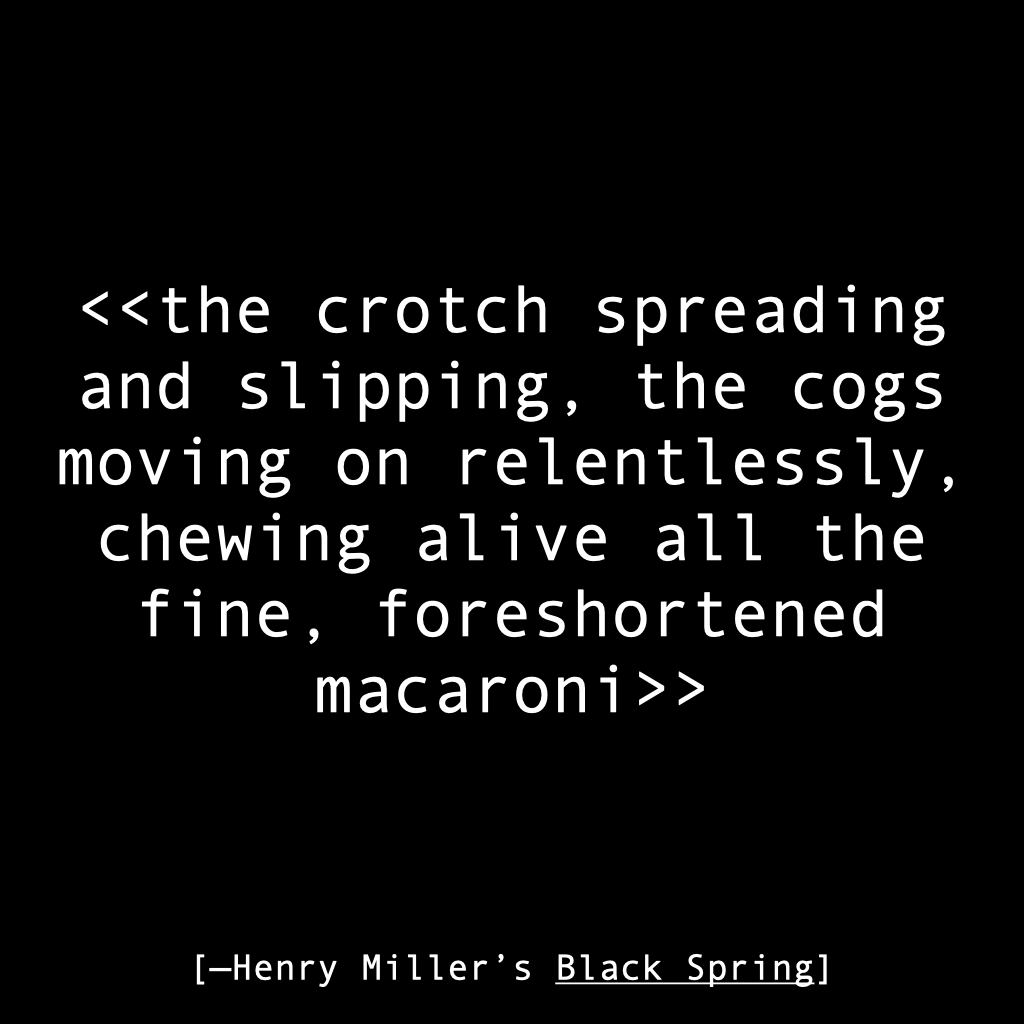 <<the crotch spreading
and slipping, the cogs
moving on relentlessly,
chewing alive all the
fine, foreshortened
macaroni>>
[—Henry Miller’s Black Spring]